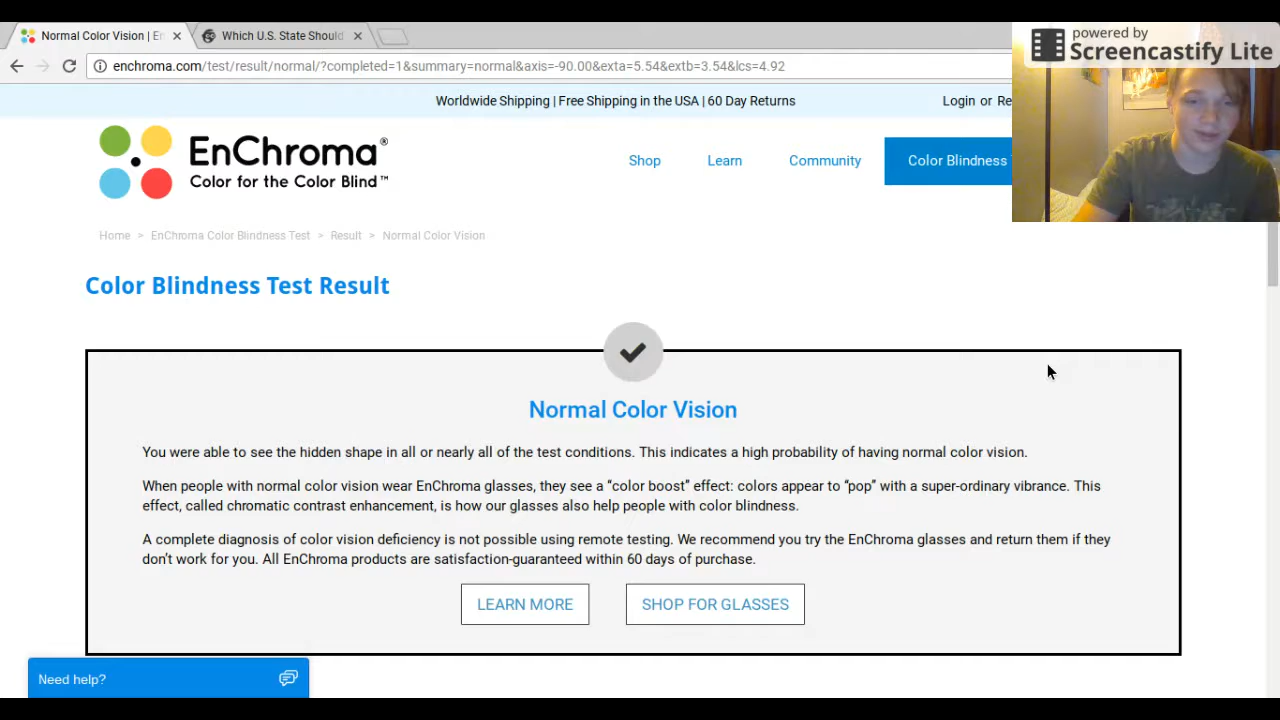 Normal Color Vision | En
Which U.S. State Should
powered by
Screencastify Lite
enchroma.com/test/result/normal/?completed=1&summary=normal&axis=-90.00&exta=5.54&extb=3.54&lcs=4.92
Worldwide Shipping | Free Shipping in the USA | 60 Day Returns
Login or Re
EnChroma®
Color for the Color Blind™
Shop
Learn
Community
Color Blindness
Home > EnChroma Color Blindness Test > Result > Normal Color Vision
Color Blindness Test Result
Normal Color Vision
You were able to see the hidden shape in all or nearly all of the test conditions. This indicates a high probability of having normal color vision.
When people with normal color vision wear EnChroma glasses, they see a “color boost” effect: colors appear to “pop” with a super-ordinary vibrance. This
effect, called chromatic contrast enhancement, is how our glasses also help people with color blindness.
A complete diagnosis of color vision deficiency is not possible using remote testing. We recommend you try the EnChroma glasses and return them if they
don’t work for you. All EnChroma products are satisfaction-guaranteed within 60 days of purchase.
LEARN MORE
SHOP FOR GLASSES
Need help?